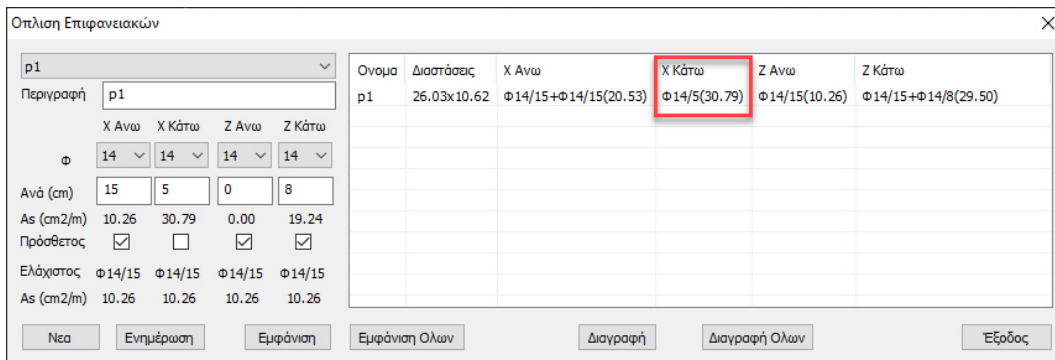 Οπλιση Επιφανειακών
p1
Περιγραφή p1
Χ Ανω Χ Κάτω Ζ Ανω Ζ Κάτω
Φ 14 14 14 14
Ανά (cm) 15 5 0 8
As (cm2/m) 10.26 30.79 0.00 19.24
Πρόσθετος
Ελάχιστος Φ14/15 Φ14/15 Φ14/15 Φ14/15
As (cm2/m) 10.26 10.26 10.26 10.26
Ονομα Διαστάσεις Χ Ανω Χ Κάτω Ζ Ανω Ζ Κάτω
p1 26.03x10.62 Φ14/15+Φ14/15(20.53) Φ14/5(30.79) Φ14/15(10.26) Φ14/15+Φ14/8(29.50)
Νεα Ενημέρωση Εμφάνιση Εμφάνιση Ολων Διαγραφή Διαγραφή Ολων Έξοδος